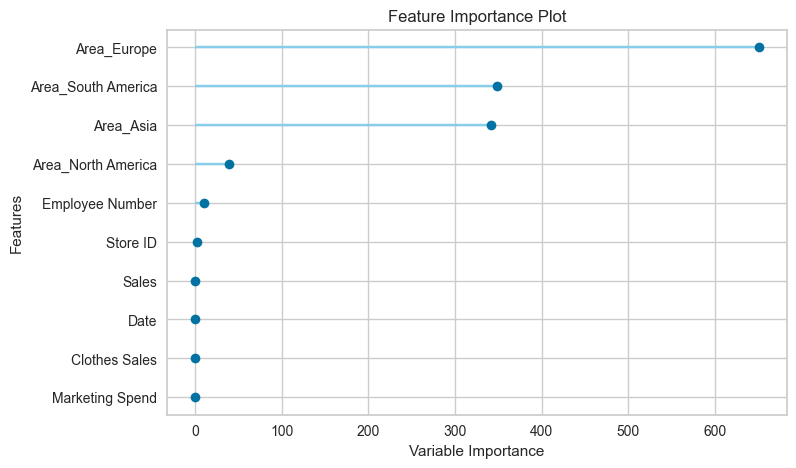 Feature Importance Plot
Area_Europe
Area_South America
Area_Asia
Area_North America
Employee Number
Store ID
Sales
Date
Clothes Sales
Marketing Spend
Features
0 100 200 300 400 500 600
Variable Importance